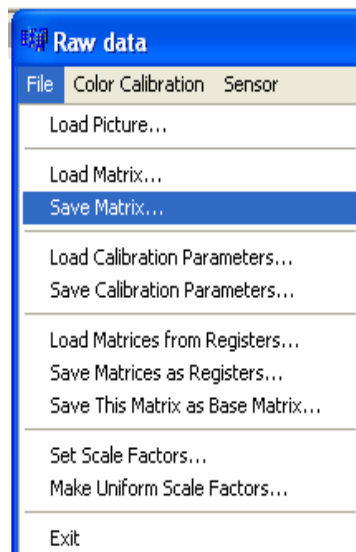 Raw data
File Color Calibration Sensor
Load Picture...
Load Matrix...
Save Matrix...
Load Calibration Parameters...
Save Calibration Parameters...
Load Matrices from Registers...
Save Matrices as Registers...
Save This Matrix as Base Matrix...
Set Scale Factors...
Make Uniform Scale Factors...
Exit